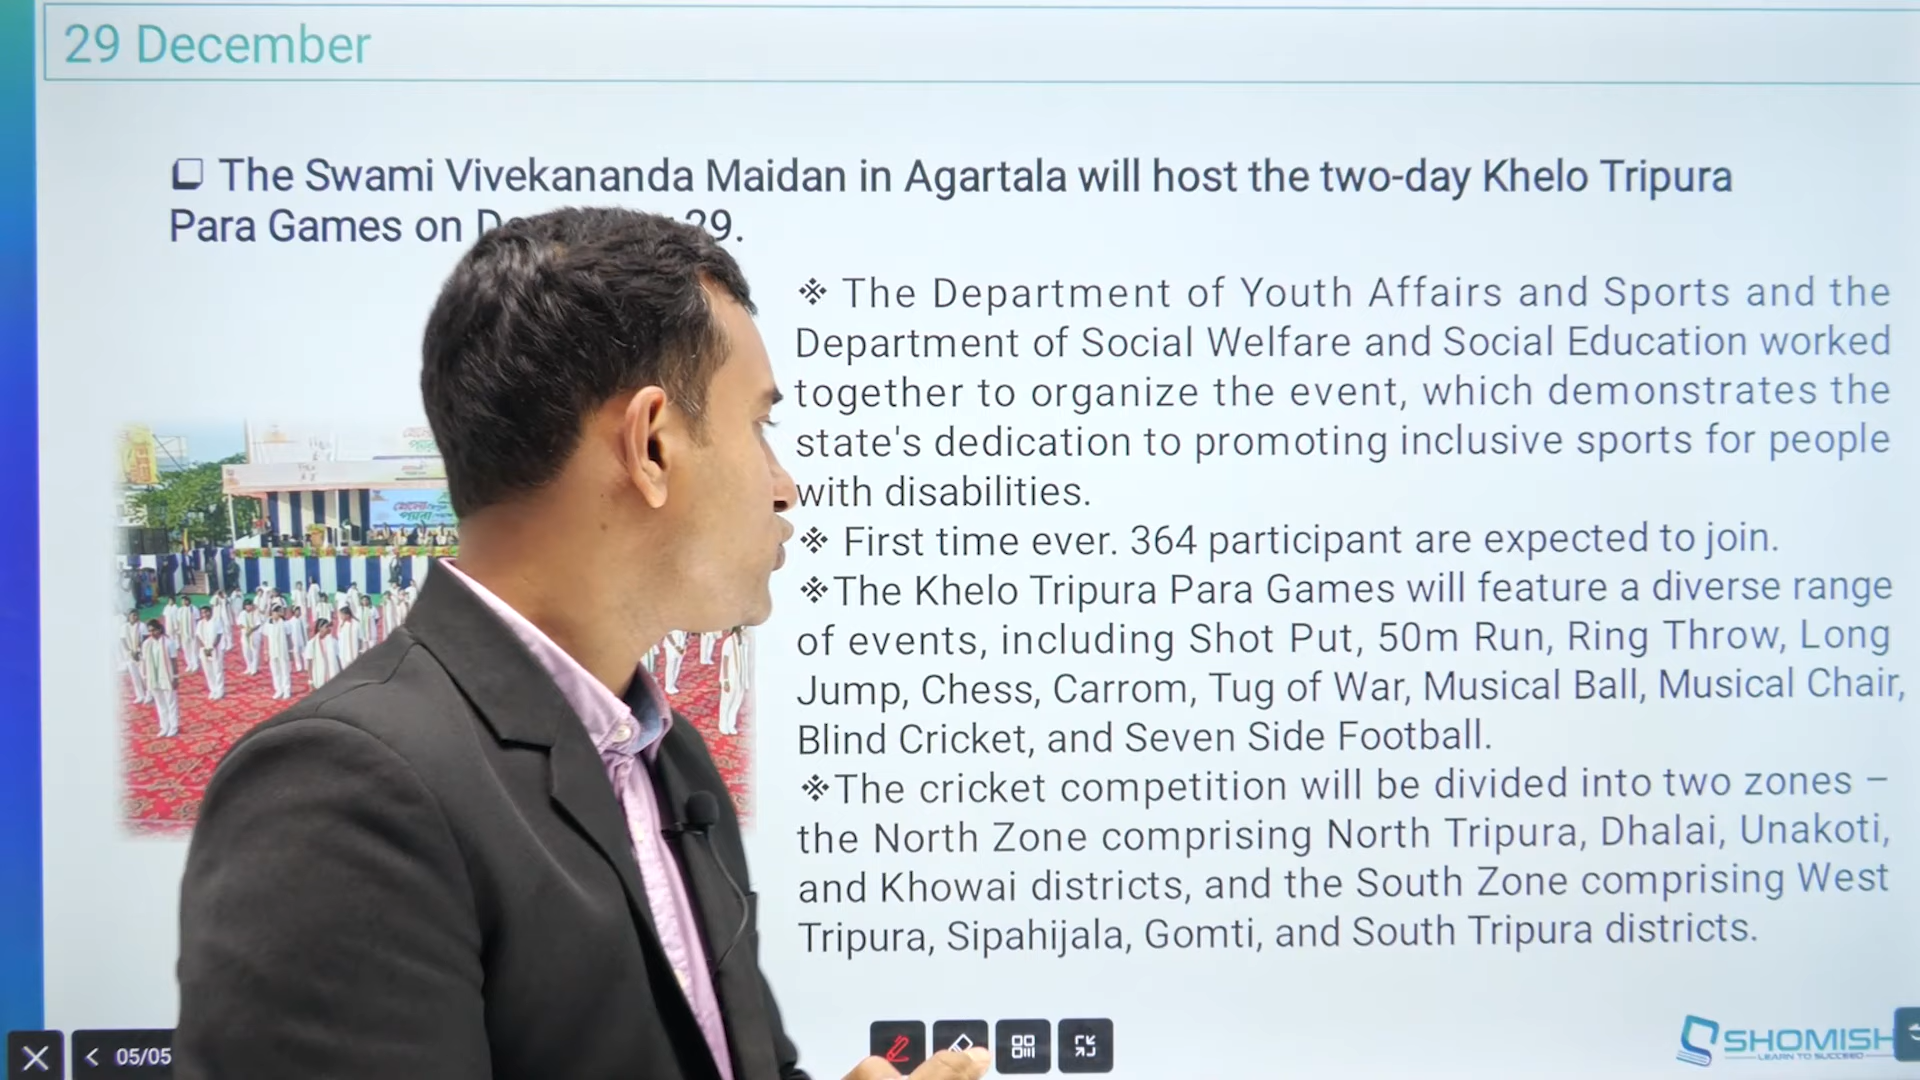 29 December
The Swami Vivekananda Maidan in Agartala will host the two-day Khelo Tripura
Para Games on 29.
The Department of Youth Affairs and Sports and the
Department of Social Welfare and Social Education worked
together to organize the event, which demonstrates the
state's dedication to promoting inclusive sports for people
with disabilities.
First time ever. 364 participant are expected to join.
The Khelo Tripura Para Games will feature a diverse range
of events, including Shot Put, 50m Run, Ring Throw, Long
Jump, Chess, Carrom, Tug of War, Musical Ball, Musical Chair,
Blind Cricket, and Seven Side Football.
The cricket competition will be divided into two zones –
the North Zone comprising North Tripura, Dhalai, Unakoti,
and Khowai districts, and the South Zone comprising West
Tripura, Sipahijala, Gomti, and South Tripura districts.
05/05
SHOMISH
LEARN TO SUCCEED